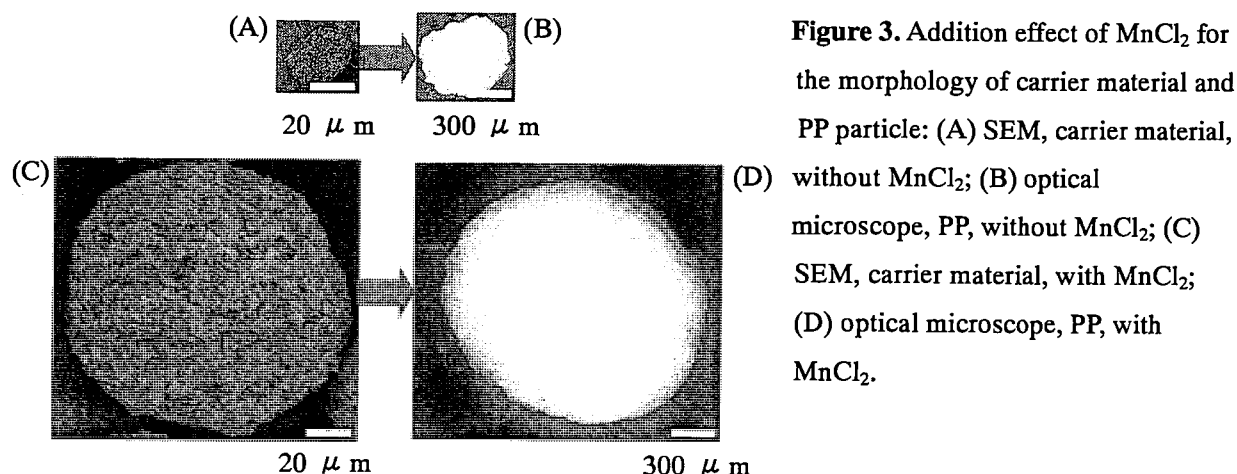 (A)
(B)
20 μ m
300 μ m
(C)
(D)
20 μ m
300 μ m
Figure 3. Addition effect of MnCl₂ for
the morphology of carrier material and
PP particle: (A) SEM, carrier material,
without MnCl₂; (B) optical
microscope, PP, without MnCl₂; (C)
SEM, carrier material, with MnCl₂;
(D) optical microscope, PP, with
MnCl₂.